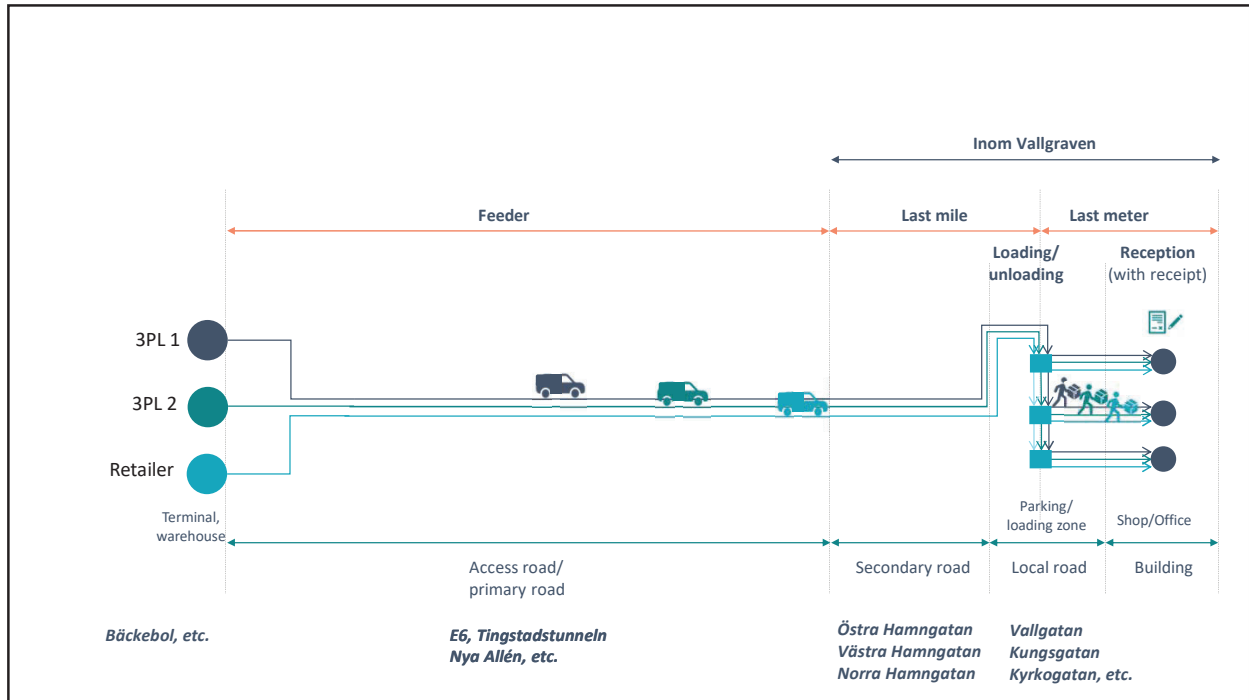 Inom Vallgraven
Feeder
Last mile
Last meter
Loading/
unloading
Reception
(with receipt)
3PL 1
3PL 2
Retailer
Terminal,
warehouse
Parking/
loading zone
Shop/Office
Access road/
primary road
Secondary road
Local road
Building
Bäckebol, etc.
E6, Tingstadstunneln
Nya Allén, etc.
Östra Hamngatan
Västra Hamngatan
Norra Hamngatan
Vallgatan
Kungsgatan
Kyrkogatan, etc.